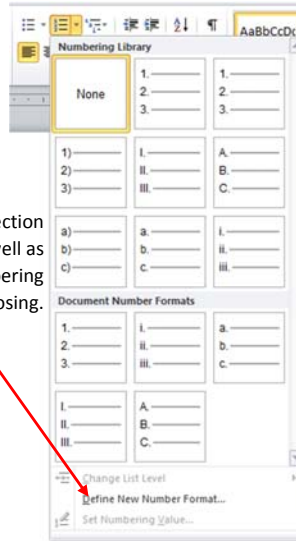 AaBbCcDc
Numbering Library
None
1.
2.
3.
1.
2.
3.
1)
2)
3)
I.
II.
III.
A.
B.
C.
a)
b)
c)
a.
b.
c.
i.
ii.
iii.
ection
ell as
ering
osing.
Document Number Formats
1.
2.
3.
i.
ii.
iii.
a.
b.
c.
I.
II.
III.
A.
B.
C.
Change List Level
Define New Number Format...
Set Numbering Value...